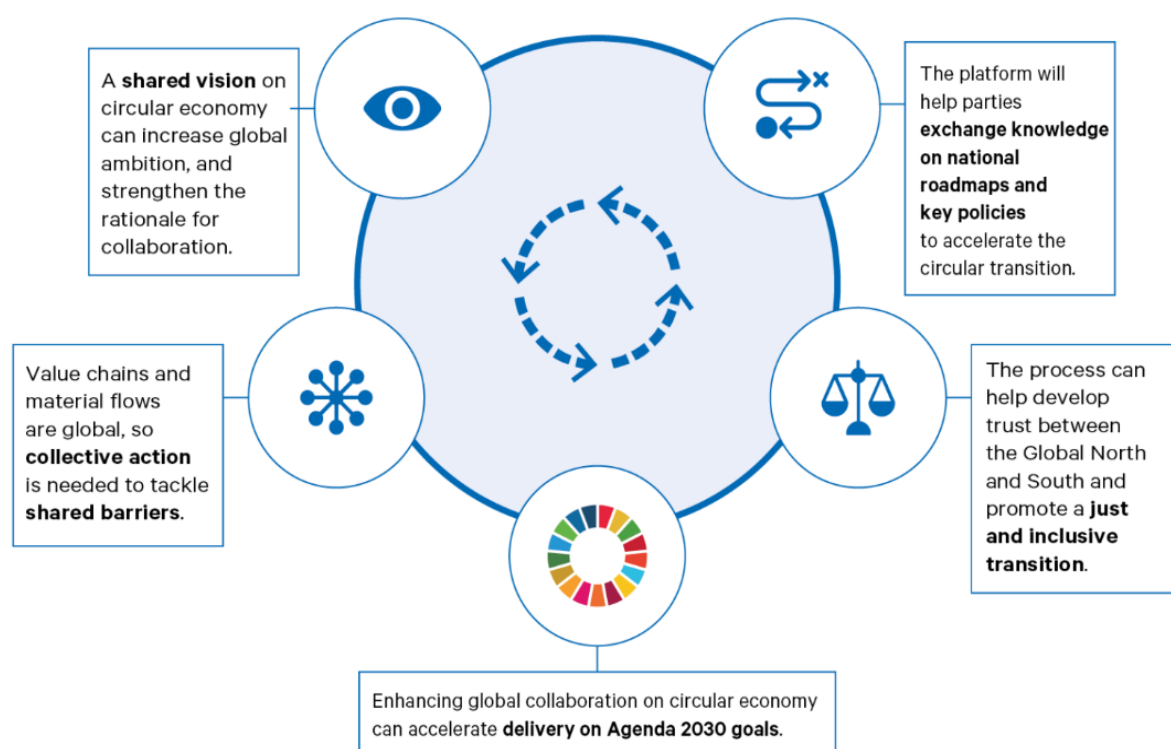 A shared vision on
circular economy
can increase global
ambition, and
strengthen the
rationale for
collaboration.
The platform will
help parties
exchange knowledge
on national
roadmaps and
key policies
to accelerate the
circular transition.
Value chains and
material flows
are global, so
collective action
is needed to tackle
shared barriers.
The process can
help develop
trust between
the Global North
and South and
promote a just
and inclusive
transition.
Enhancing global collaboration on circular economy
can accelerate delivery on Agenda 2030 goals.